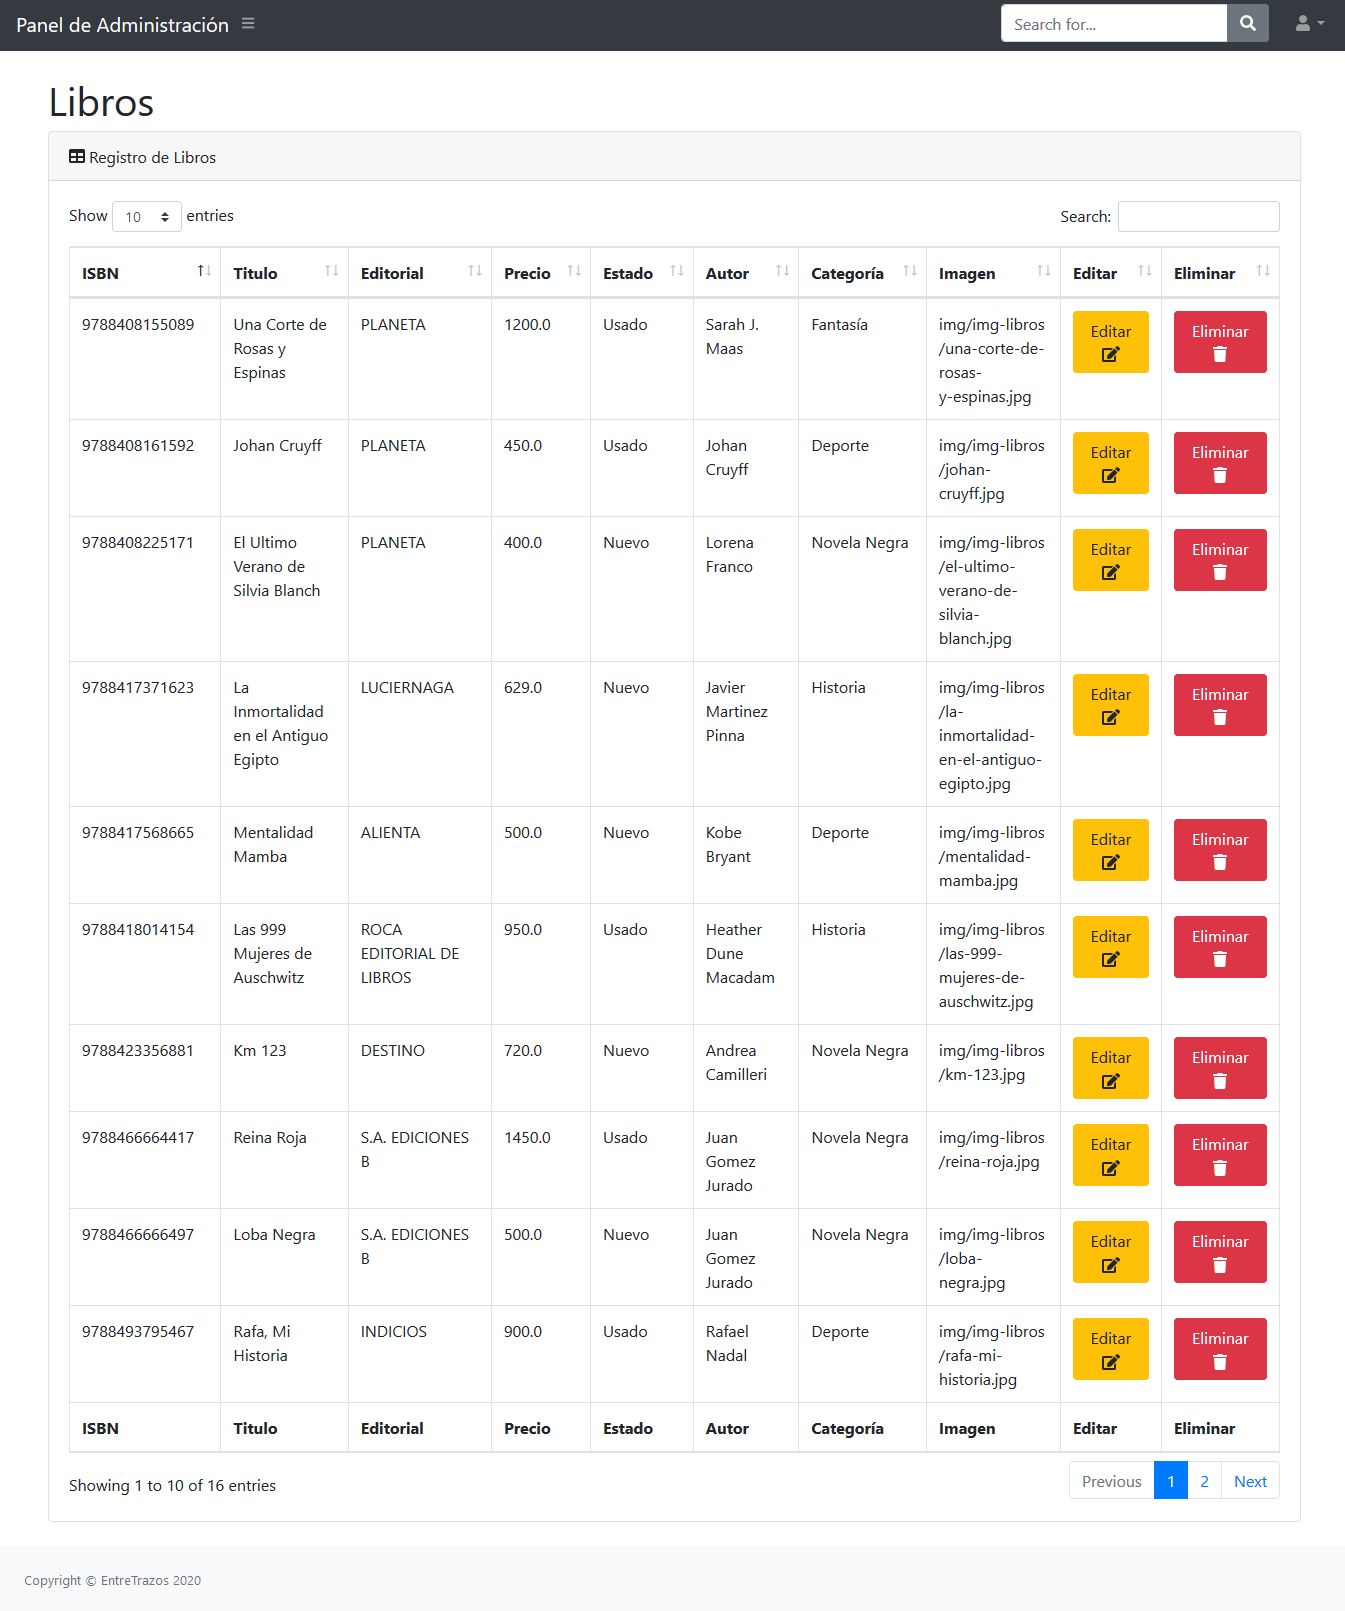 Panel de Administración
Search for...
Libros
Registro de Libros
Show 10 entries
Search:
ISBN Titulo Editorial Precio Estado Autor Categoría Imagen Editar Eliminar
9788408155089 Una Corte de Rosas y Espinas PLANETA 1200.0 Usado Sarah J. Maas Fantasía img/img-libros/una-corte-de-rosas-y-espinas.jpg Editar Eliminar
9788408161592 Johan Cruyff PLANETA 450.0 Usado Johan Cruyff Deporte img/img-libros/johan-cruyff.jpg Editar Eliminar
9788408225171 El Ultimo Verano de Silvia Blanch PLANETA 400.0 Nuevo Lorena Franco Novela Negra img/img-libros/el-ultimo-verano-de-silvia-blanch.jpg Editar Eliminar
9788417371623 La Inmortalidad en el Antiguo Egipto LUCIERNAGA 629.0 Nuevo Javier Martinez Pinna Historia img/img-libros/la-inmortalidad-en-el-antiguo-egipto.jpg Editar Eliminar
9788417568665 Mentalidad Mamba ALIENTA 500.0 Nuevo Kobe Bryant Deporte img/img-libros/mentalidad-mamba.jpg Editar Eliminar
9788418014154 Las 999 Mujeres de Auschwitz ROCA EDITORIAL DE LIBROS 950.0 Usado Heather Dune Macadam Historia img/img-libros/las-999-mujeres-de-auschwitz.jpg Editar Eliminar
9788423356881 Km 123 DESTINO 720.0 Nuevo Andrea Camilleri Novela Negra img/img-libros/km-123.jpg Editar Eliminar
9788466664417 Reina Roja S.A. EDICIONES B 1450.0 Usado Juan Gomez Jurado Novela Negra img/img-libros/reina-roja.jpg Editar Eliminar
9788466666497 Loba Negra S.A. EDICIONES B 500.0 Nuevo Juan Gomez Jurado Novela Negra img/img-libros/loba-negra.jpg Editar Eliminar
9788493795467 Rafa, Mi Historia INDICIOS 900.0 Usado Rafael Nadal Deporte img/img-libros/rafa-mi-historia.jpg Editar Eliminar
ISBN Titulo Editorial Precio Estado Autor Categoría Imagen Editar Eliminar
Showing 1 to 10 of 16 entries
Previous 1 2 Next
Copyright © EntreTrazos 2020